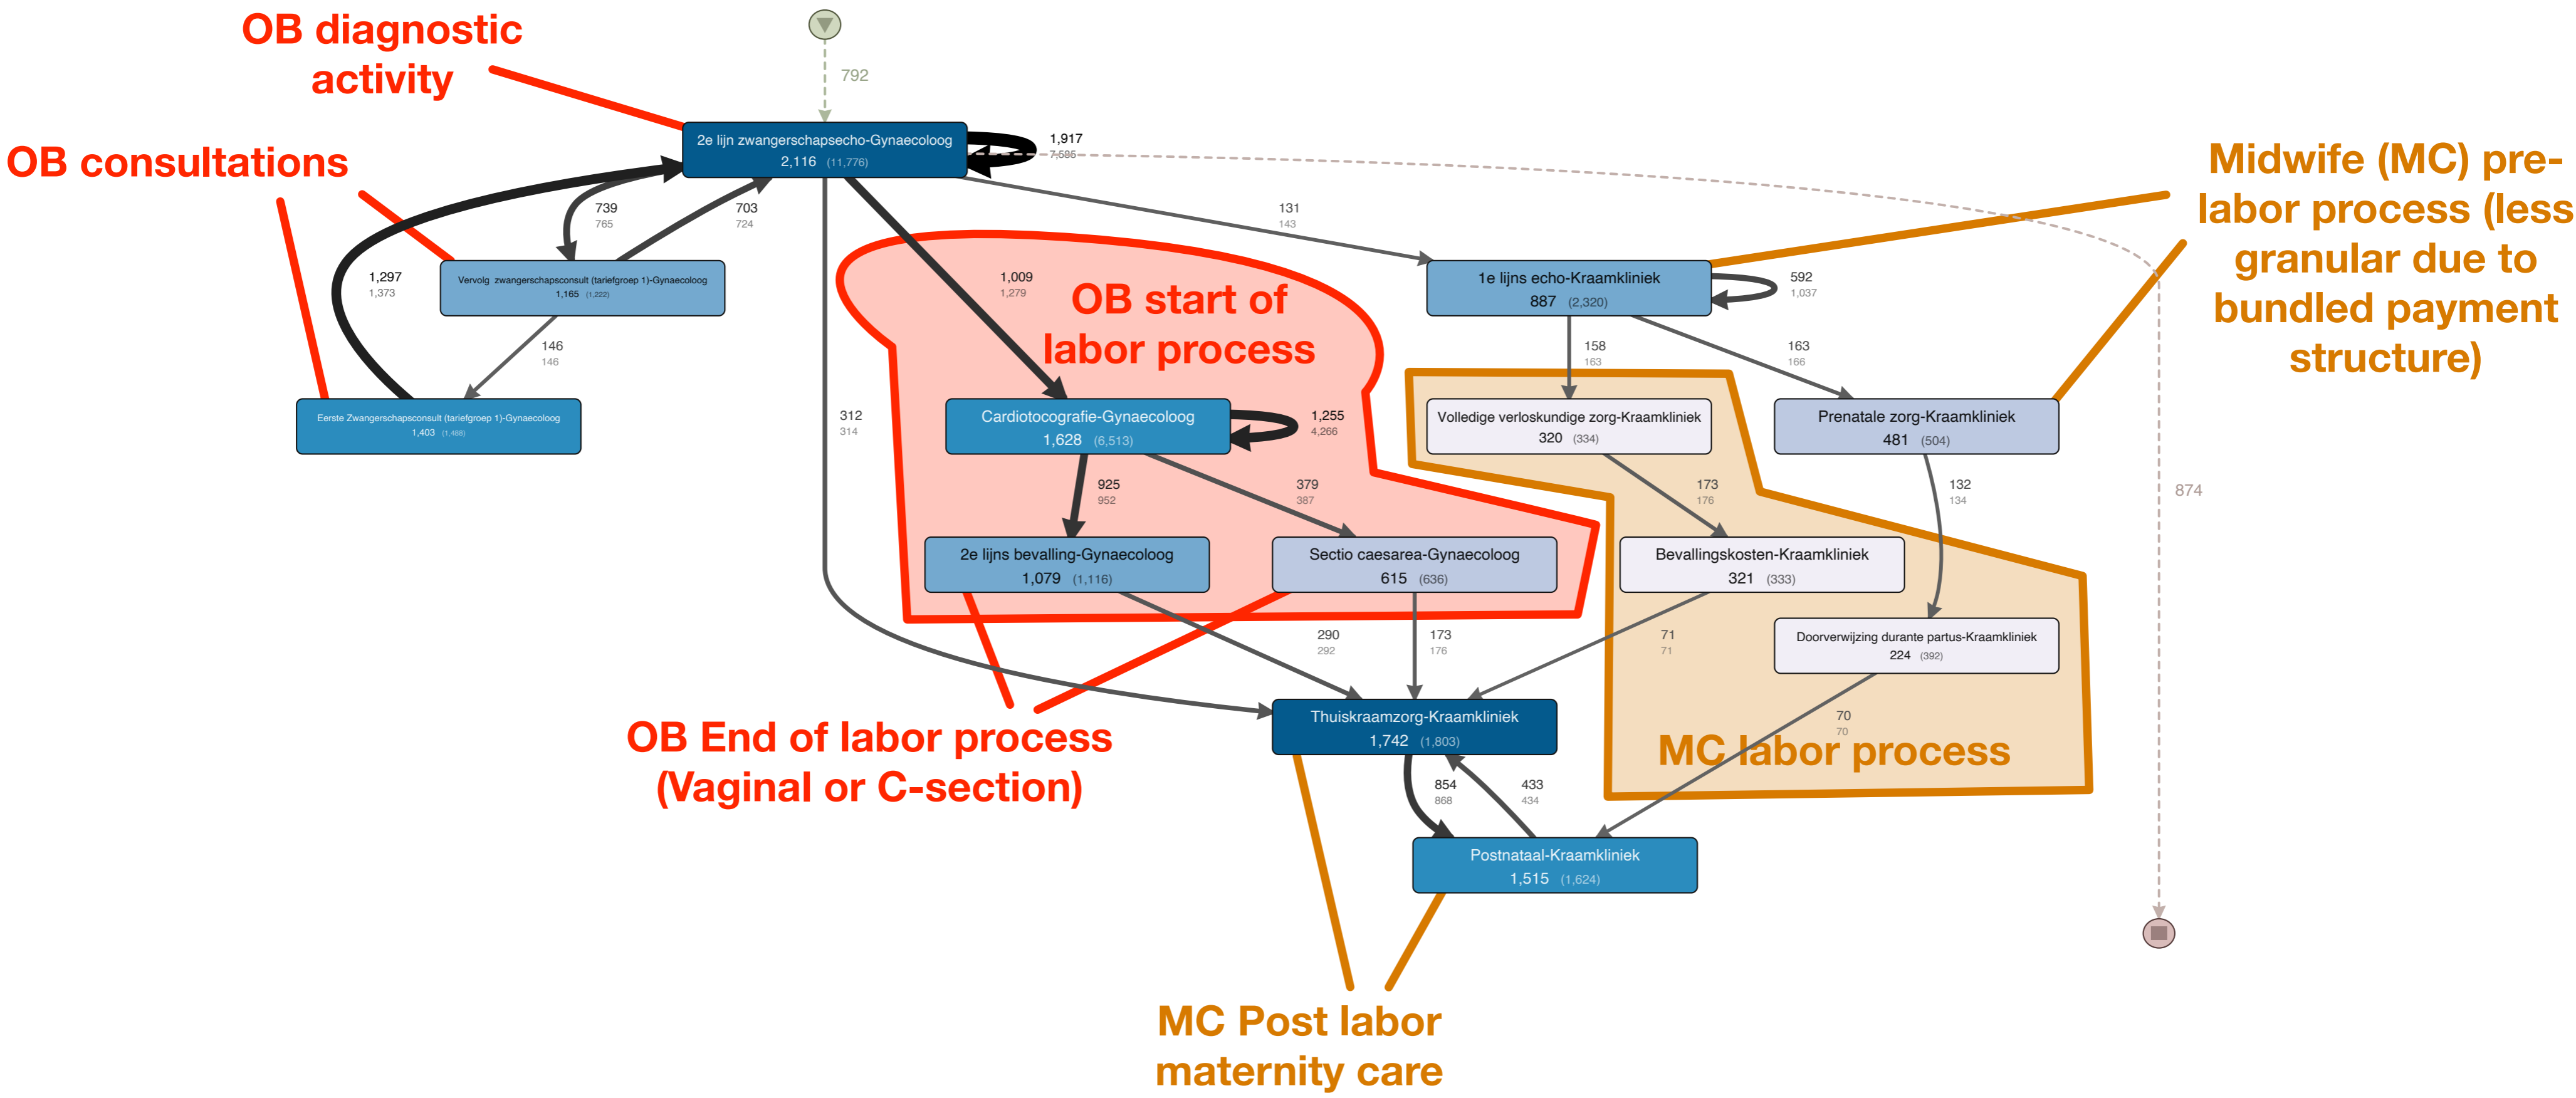 OB diagnostic
activity
792
2e lijn zwangerschapsecho-Gynaecoloog
2,116 (11,776)
1,917
7,585
OB consultations
Midwife (MC) pre-
labor process (less
granular due to
bundled payment
structure)
739
765
703
724
131
143
1,297
1,373
Vervolg zwangerschapsconsult (tariefgroep 1)-Gynaecoloog
1,165 (1,222)
1,009
1,279
OB start of
labor process
1e lijns echo-Kraamkliniek
887 (2,320)
592
1,037
146
146
158
163
163
166
Eerste Zwangerschapsconsult (tariefgroep 1)-Gynaecoloog
1,403 (1,488)
312
314
Cardiotocografie-Gynaecoloog
1,628 (6,513)
1,255
4,266
Volledige verloskundige zorg-Kraamkliniek
320 (334)
Prenatale zorg-Kraamkliniek
481 (504)
925
952
379
387
173
176
132
134
874
2e lijns bevalling-Gynaecoloog
1,079 (1,116)
Sectio caesarea-Gynaecoloog
615 (636)
Bevallingskosten-Kraamkliniek
321 (333)
290
292
173
176
71
71
Doorverwijzing durante partus-Kraamkliniek
224 (392)
OB End of labor process
(Vaginal or C-section)
Thuiskraamzorg-Kraamkliniek
1,742 (1,803)
70
70
MC labor process
854
868
433
434
Postnataal-Kraamkliniek
1,515 (1,624)
MC Post labor
maternity care